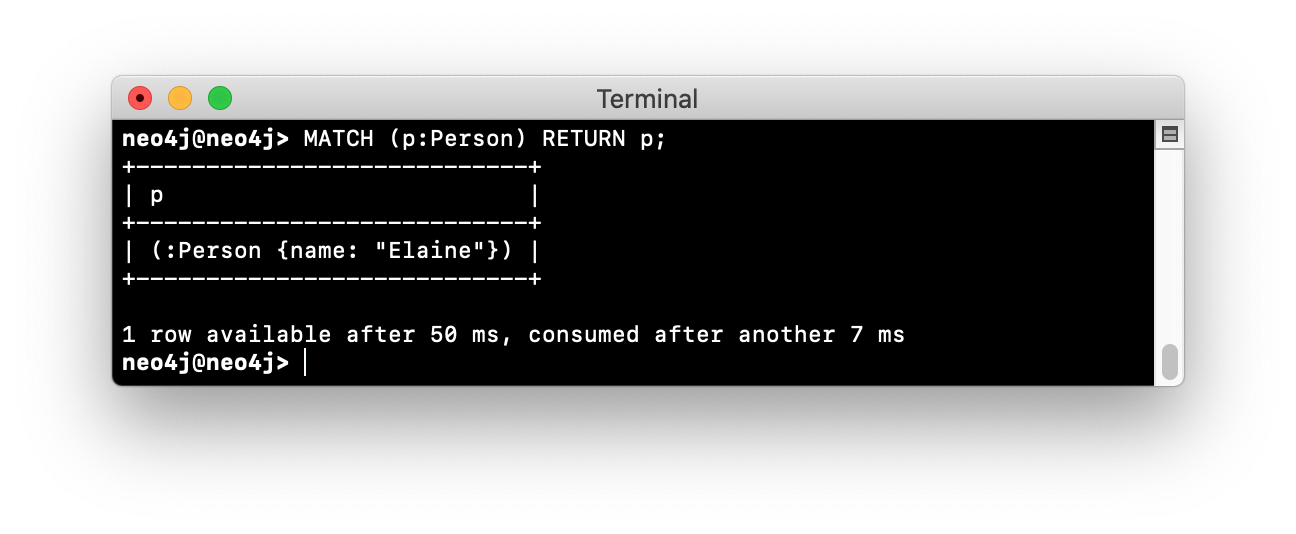 Terminal
neo4j@neo4j> MATCH (p:Person) RETURN p;
+----------------------------+
| p                          |
+----------------------------+
| (:Person {name: "Elaine"}) |
+----------------------------+
1 row available after 50 ms, consumed after another 7 ms
neo4j@neo4j>